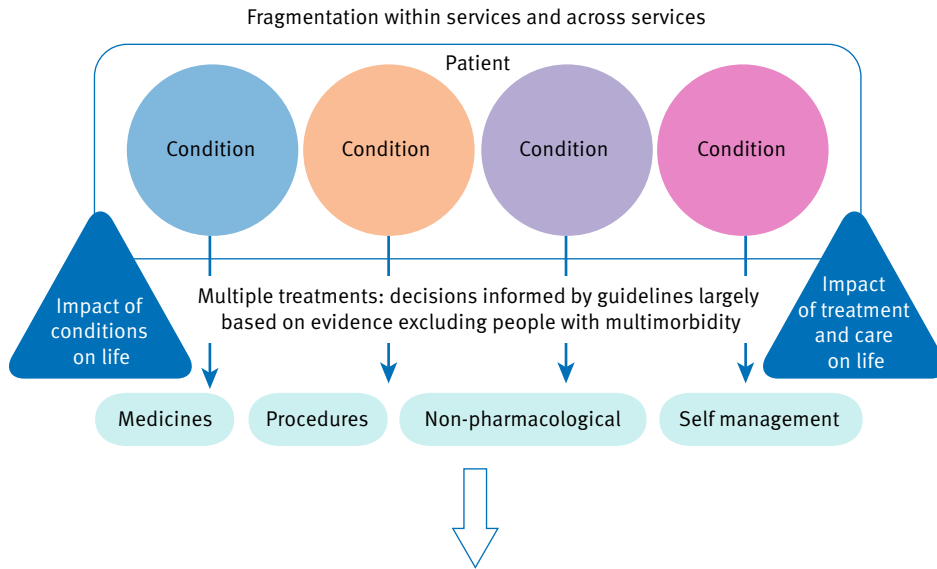 Fragmentation within services and across services
Patient
Condition
Condition
Condition
Condition
Impact of
conditions
on life
Multiple treatments: decisions informed by guidelines largely
based on evidence excluding people with multimorbidity
Impact
of treatment
and care
on life
Medicines
Procedures
Non-pharmacological
Self management